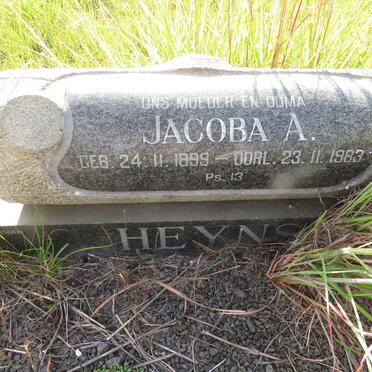 ONS MOEDER EN OUMA
JACOBA A.
GEB. 24. 11. 1899 — OORL. 23. 11. 1983
Ps. 13
HEYNS